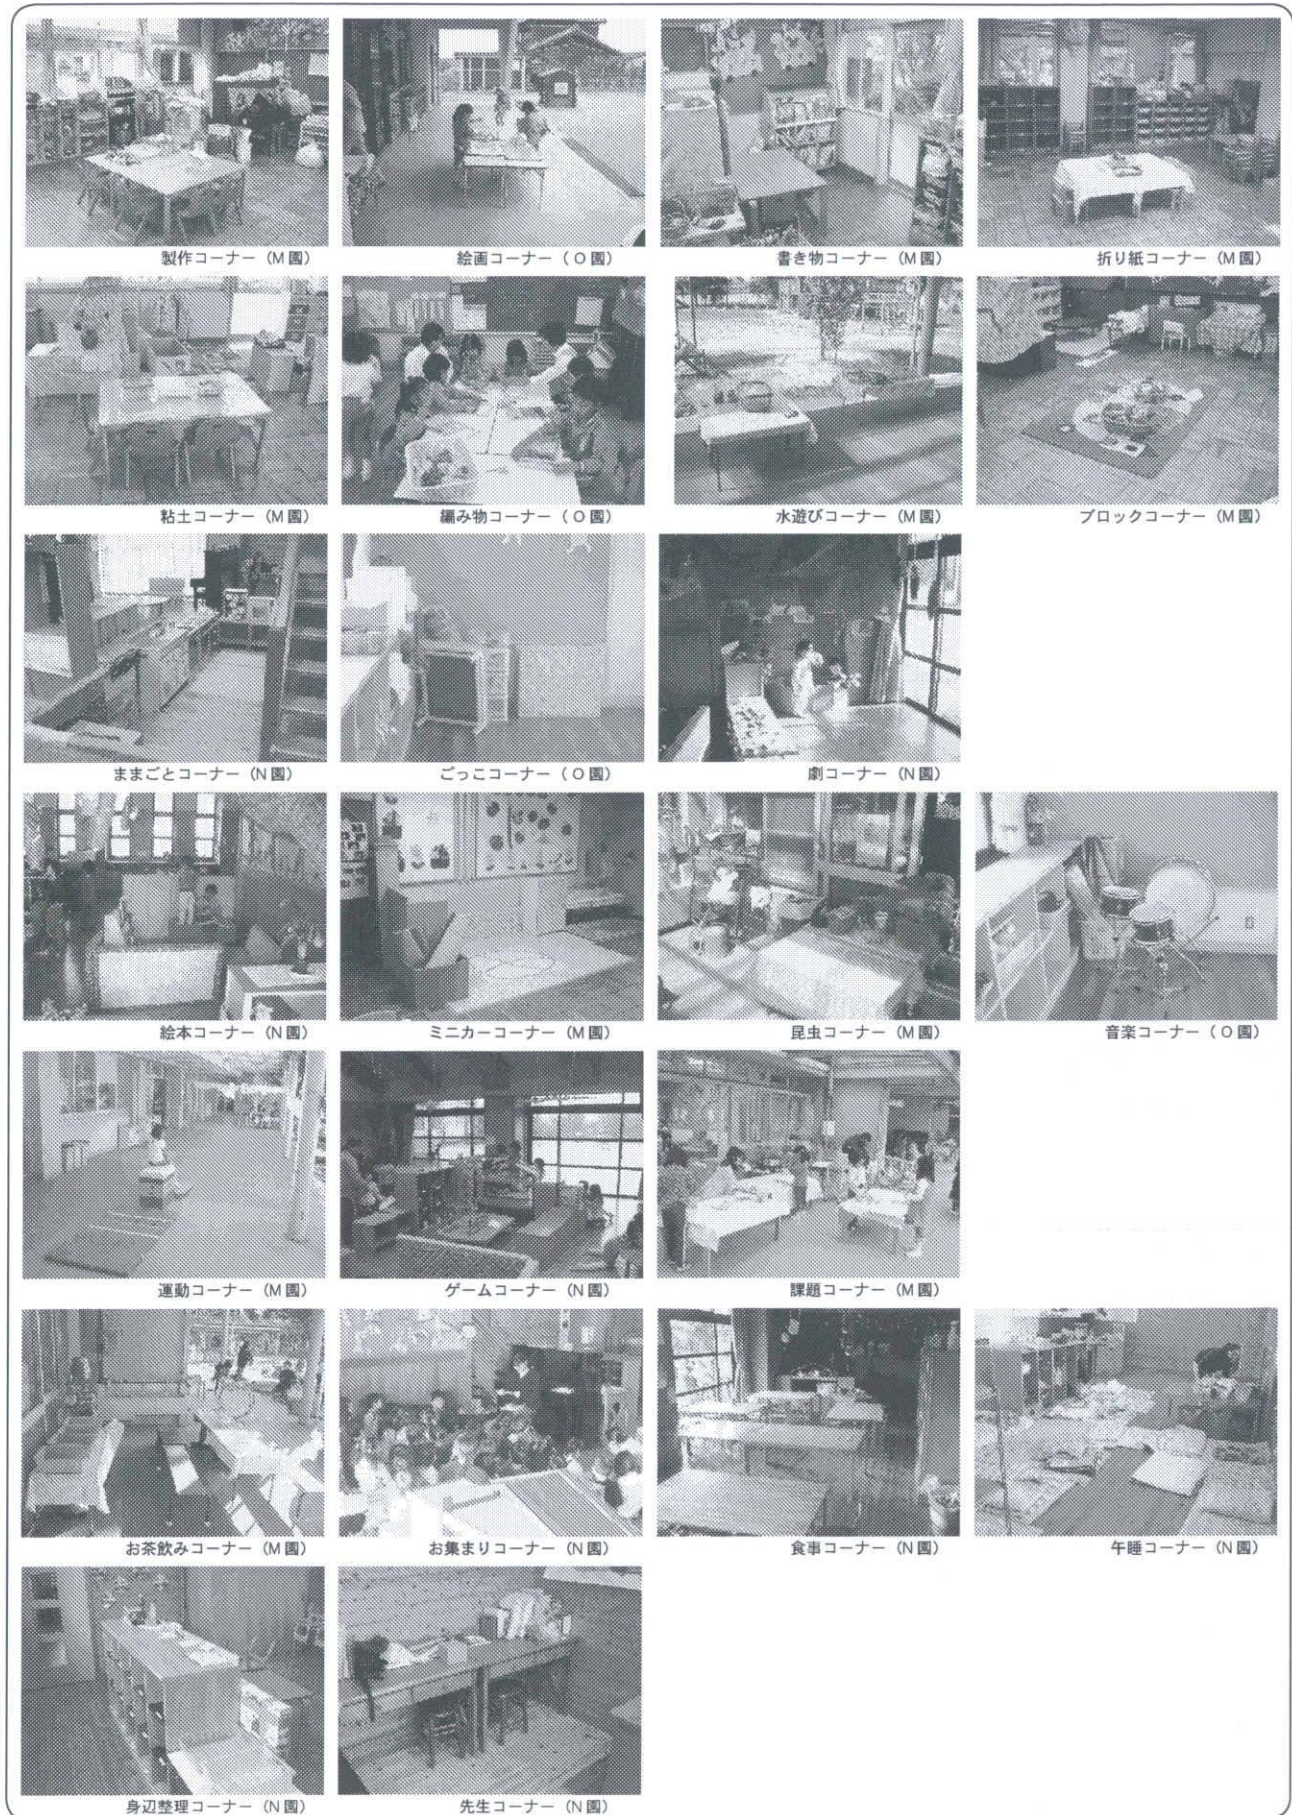 製作コーナー（M園）
絵画コーナー（O園）
書き物コーナー（M園）
折り紙コーナー（M園）
粘土コーナー（M園）
編み物コーナー（O園）
水遊びコーナー（M園）
ブロックコーナー（M園）
ままごとコーナー（N園）
ごっこコーナー（O園）
劇コーナー（N園）
絵本コーナー（N園）
ミニカーコーナー（M園）
昆虫コーナー（M園）
音楽コーナー（O園）
運動コーナー（M園）
ゲームコーナー（N園）
課題コーナー（M園）
お茶飲みコーナー（M園）
お集まりコーナー（N園）
食事コーナー（N園）
午睡コーナー（N園）
身辺整理コーナー（N園）
先生コーナー（N園）